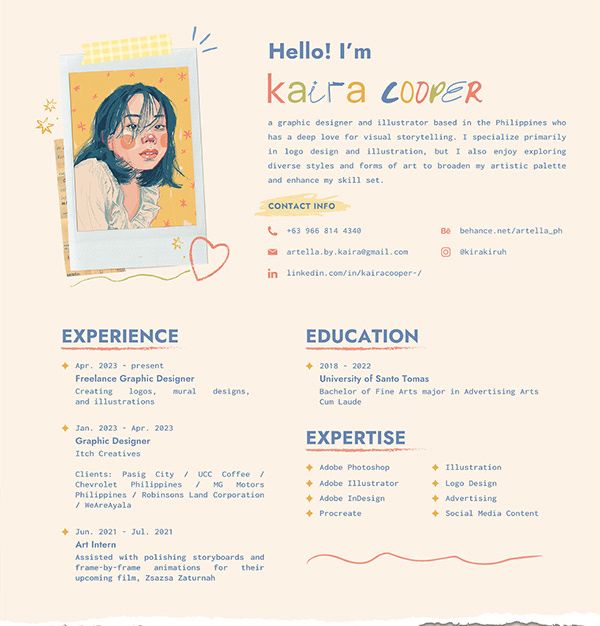 Hello! I'm
kaira COOPER
a graphic designer and illustrator based in the Philippines who
has a deep love for visual storytelling. I specialize primarily
in logo design and illustration, but I also enjoy exploring
diverse styles and forms of art to broaden my artistic palette
and enhance my skill set.
CONTACT INFO
+63 966 814 4340
Bē behance.net/artella_ph
artella.by.kaira@gmail.com
@kirakiruh
in linkedin.com/in/kairacooper-/
EXPERIENCE
Apr. 2023 - present
Freelance Graphic Designer
Creating logos, mural designs,
and illustrations
Jan. 2023 - Apr. 2023
Graphic Designer
Itch Creatives
Clients: Pasig City / UCC Coffee /
Chevrolet Philippines / MG Motors
Philippines / Robinsons Land Corporation
/ WeAreAyala
Jun. 2021 - Jul. 2021
Art Intern
Assisted with polishing storyboards and
frame-by-frame animations for their
upcoming film, Zsazsa Zaturnah
EDUCATION
2018 - 2022
University of Santo Tomas
Bachelor of Fine Arts major in Advertising Arts
Cum Laude
EXPERTISE
Adobe Photoshop
Adobe Illustrator
Adobe InDesign
Procreate
Illustration
Logo Design
Advertising
Social Media Content